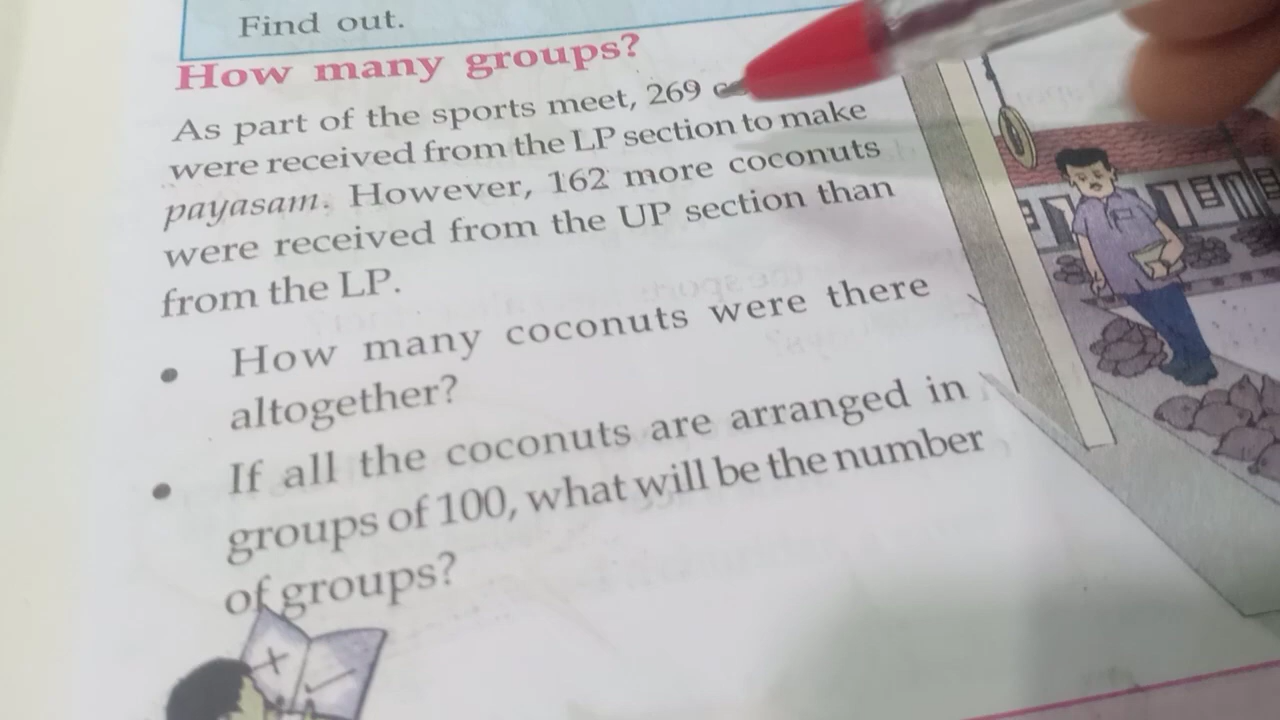 Find out.
How many groups?
As part of the sports meet, 269
were received from the LP section to make
payasam. However, 162 more coconuts
were received from the UP section than
from the LP.
• How many coconuts were there
altogether?
• If all the coconuts are arranged in
groups of 100, what will be the number
of groups?